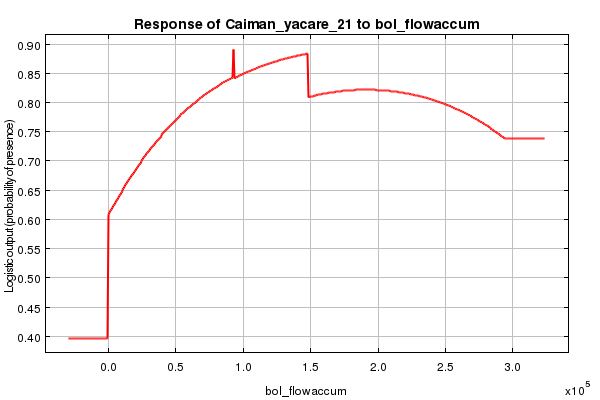 Response of Caiman_yacare_21 to bol_flowaccum
Logistic output (probability of presence)
0.90
0.85
0.80
0.75
0.70
0.65
0.60
0.55
0.50
0.45
0.40
0.0 0.5 1.0 1.5 2.0 2.5 3.0
bol_flowaccum
x10^5